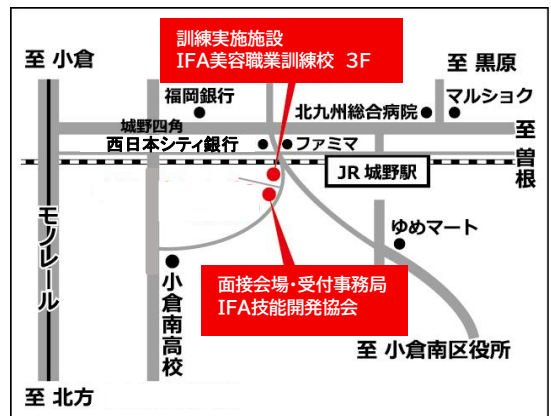 訓練実施施設
IFA美容職業訓練校 3F
至 小倉
至 黒原
福岡銀行
北九州総合病院
マルショク
城野四角
至 曽根
西日本シティ銀行
ファミマ
JR 城野駅
モノレール
ゆめマート
小倉南高校
面接会場・受付事務局
IFA技能開発協会
至 小倉南区役所
至 北方